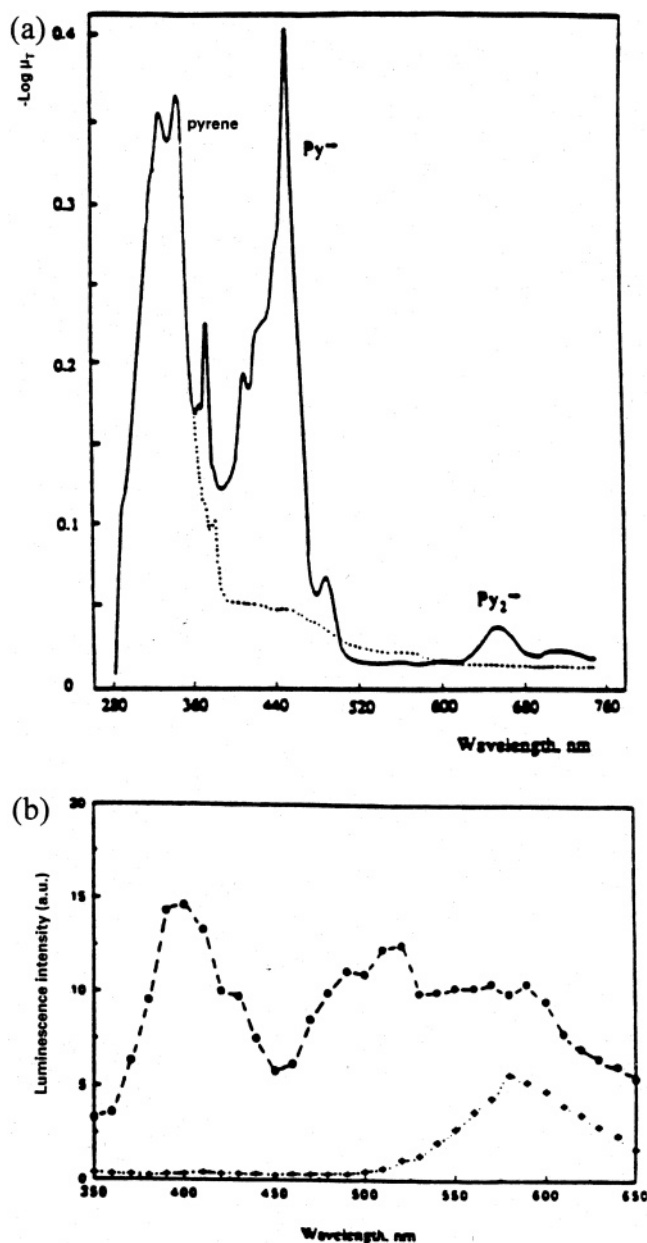 (a)
-Log μT
0.4
0.3
0.2
0.1
0
pyrene
Py⁻
Py₂⁻
280 360 440 520 600 680 760
Wavelength, nm
(b)
Luminescence intensity (a.u.)
20
15
10
5
0
350 400 450 500 550 600 650
Wavelength, nm